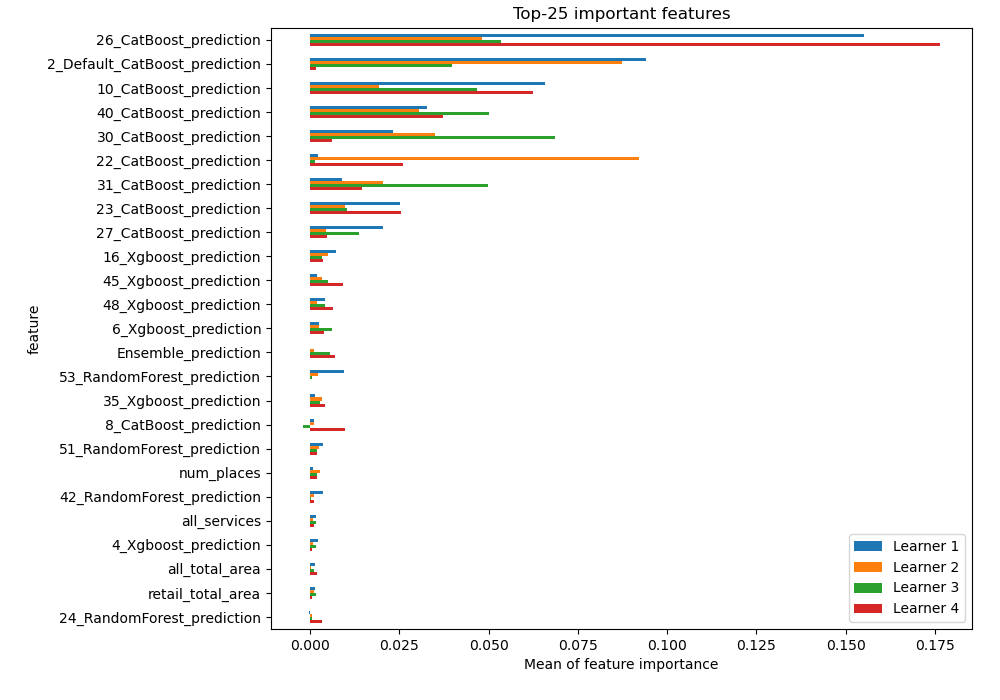 Top-25 important features
26_CatBoost_prediction
2_Default_CatBoost_prediction
10_CatBoost_prediction
40_CatBoost_prediction
30_CatBoost_prediction
22_CatBoost_prediction
31_CatBoost_prediction
23_CatBoost_prediction
27_CatBoost_prediction
16_Xgboost_prediction
45_Xgboost_prediction
48_Xgboost_prediction
6_Xgboost_prediction
Ensemble_prediction
53_RandomForest_prediction
35_Xgboost_prediction
8_CatBoost_prediction
51_RandomForest_prediction
num_places
42_RandomForest_prediction
all_services
4_Xgboost_prediction
all_total_area
retail_total_area
24_RandomForest_prediction
feature
Learner 1
Learner 2
Learner 3
Learner 4
0.000 0.025 0.050 0.075 0.100 0.125 0.150 0.175
Mean of feature importance